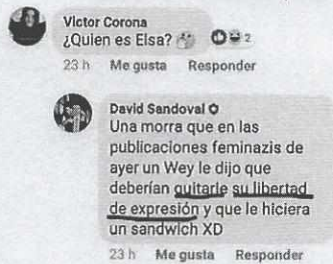 Victor Corona
¿Quien es Elsa? 🤔 2
23 h Me gusta Responder
David Sandoval
Una morra que en las
publicaciones feminazis de
ayer un Wey le dijo que
deberían quitarle su libertad
de expresión y que le hiciera
un sandwich XD
23 h Me gusta Responder